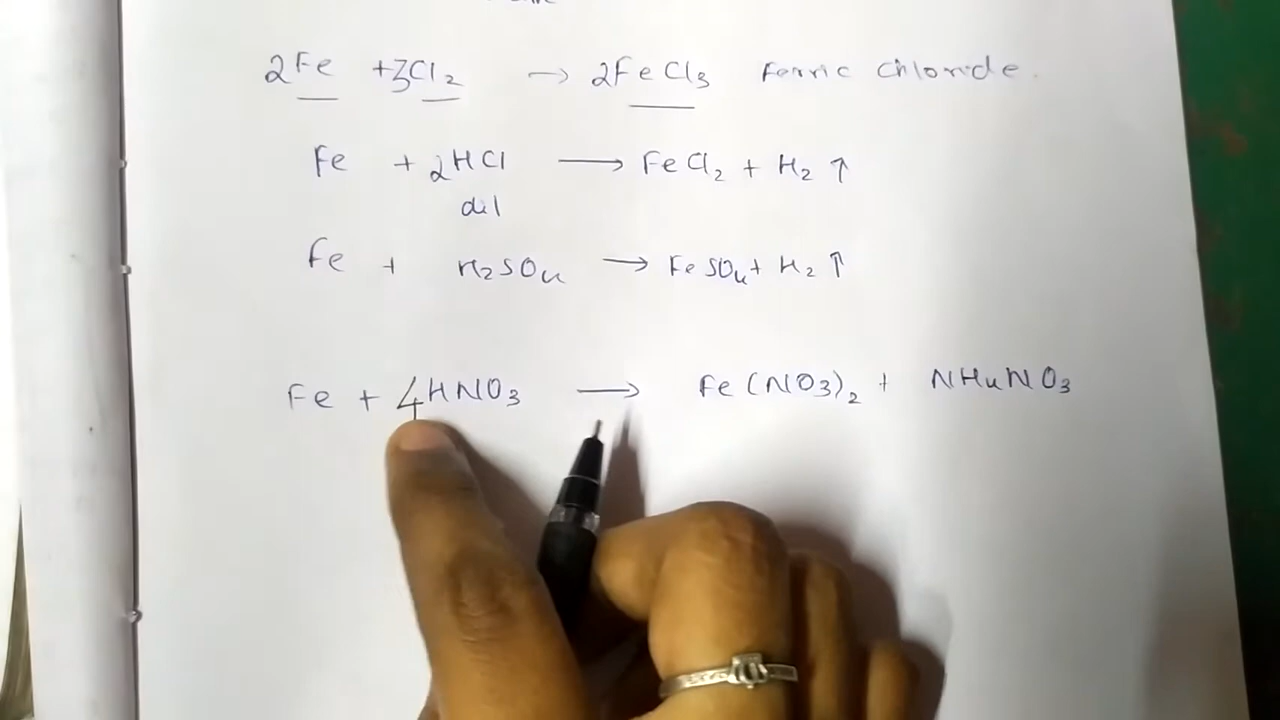 2Fe + 3Cl2 → 2FeCl3 Ferric Chloride.
Fe + 2HCl → FeCl2 + H2 ↑
dil
Fe + H2SO4 → FeSO4 + H2 ↑
Fe + 4HNO3 → Fe(NO3)2 + NH4NO3